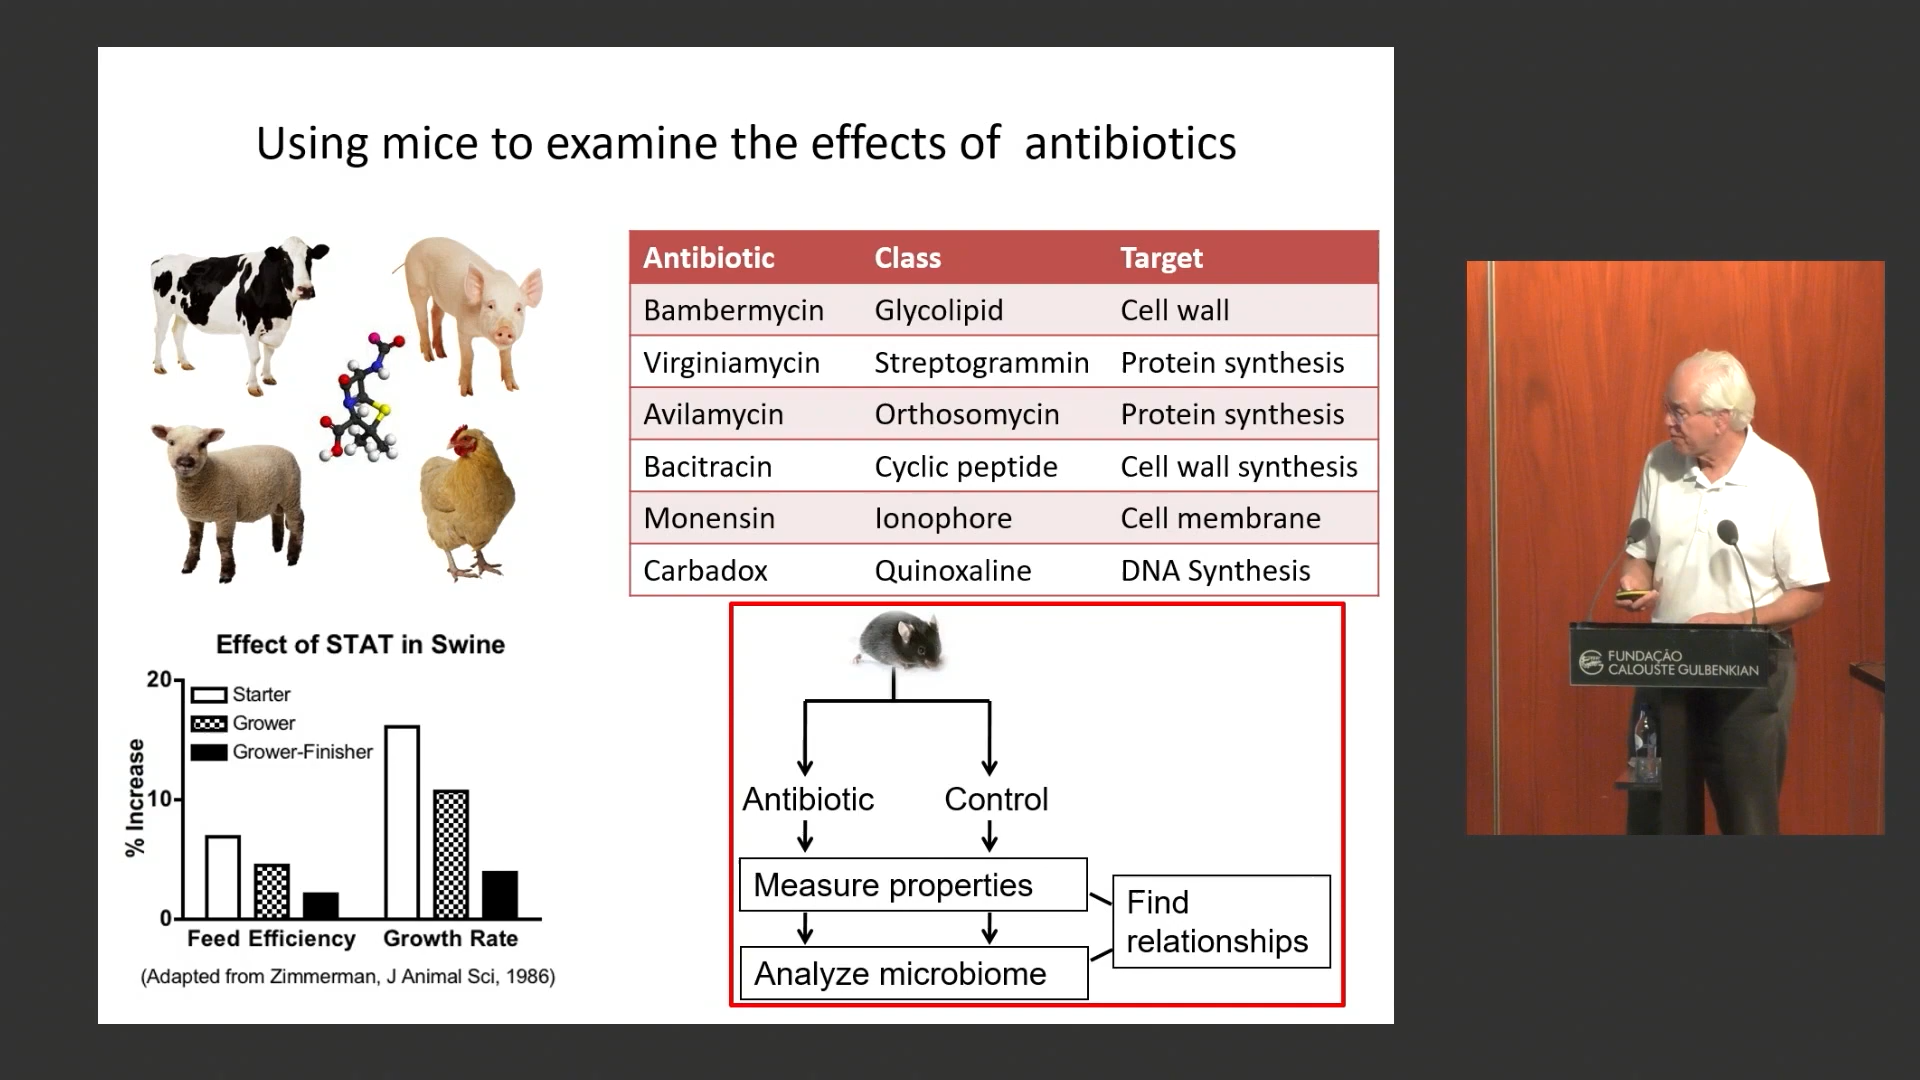 Using mice to examine the effects of  antibiotics
Antibiotic Class Target
Bambermycin Glycolipid Cell wall
Virginiamycin Streptogrammin Protein synthesis
Avilamycin Orthosomycin Protein synthesis
Bacitracin Cyclic peptide Cell wall synthesis
Monensin Ionophore Cell membrane
Carbadox Quinoxaline DNA Synthesis
Effect of STAT in Swine
20
10
0
% Increase
Starter
Grower
Grower-Finisher
Feed Efficiency Growth Rate
(Adapted from Zimmerman, J Animal Sci, 1986)
Antibiotic Control
Measure properties
Analyze microbiome
Find
relationships
FUNDAÇÃO
CALOUSTE GULBENKIAN